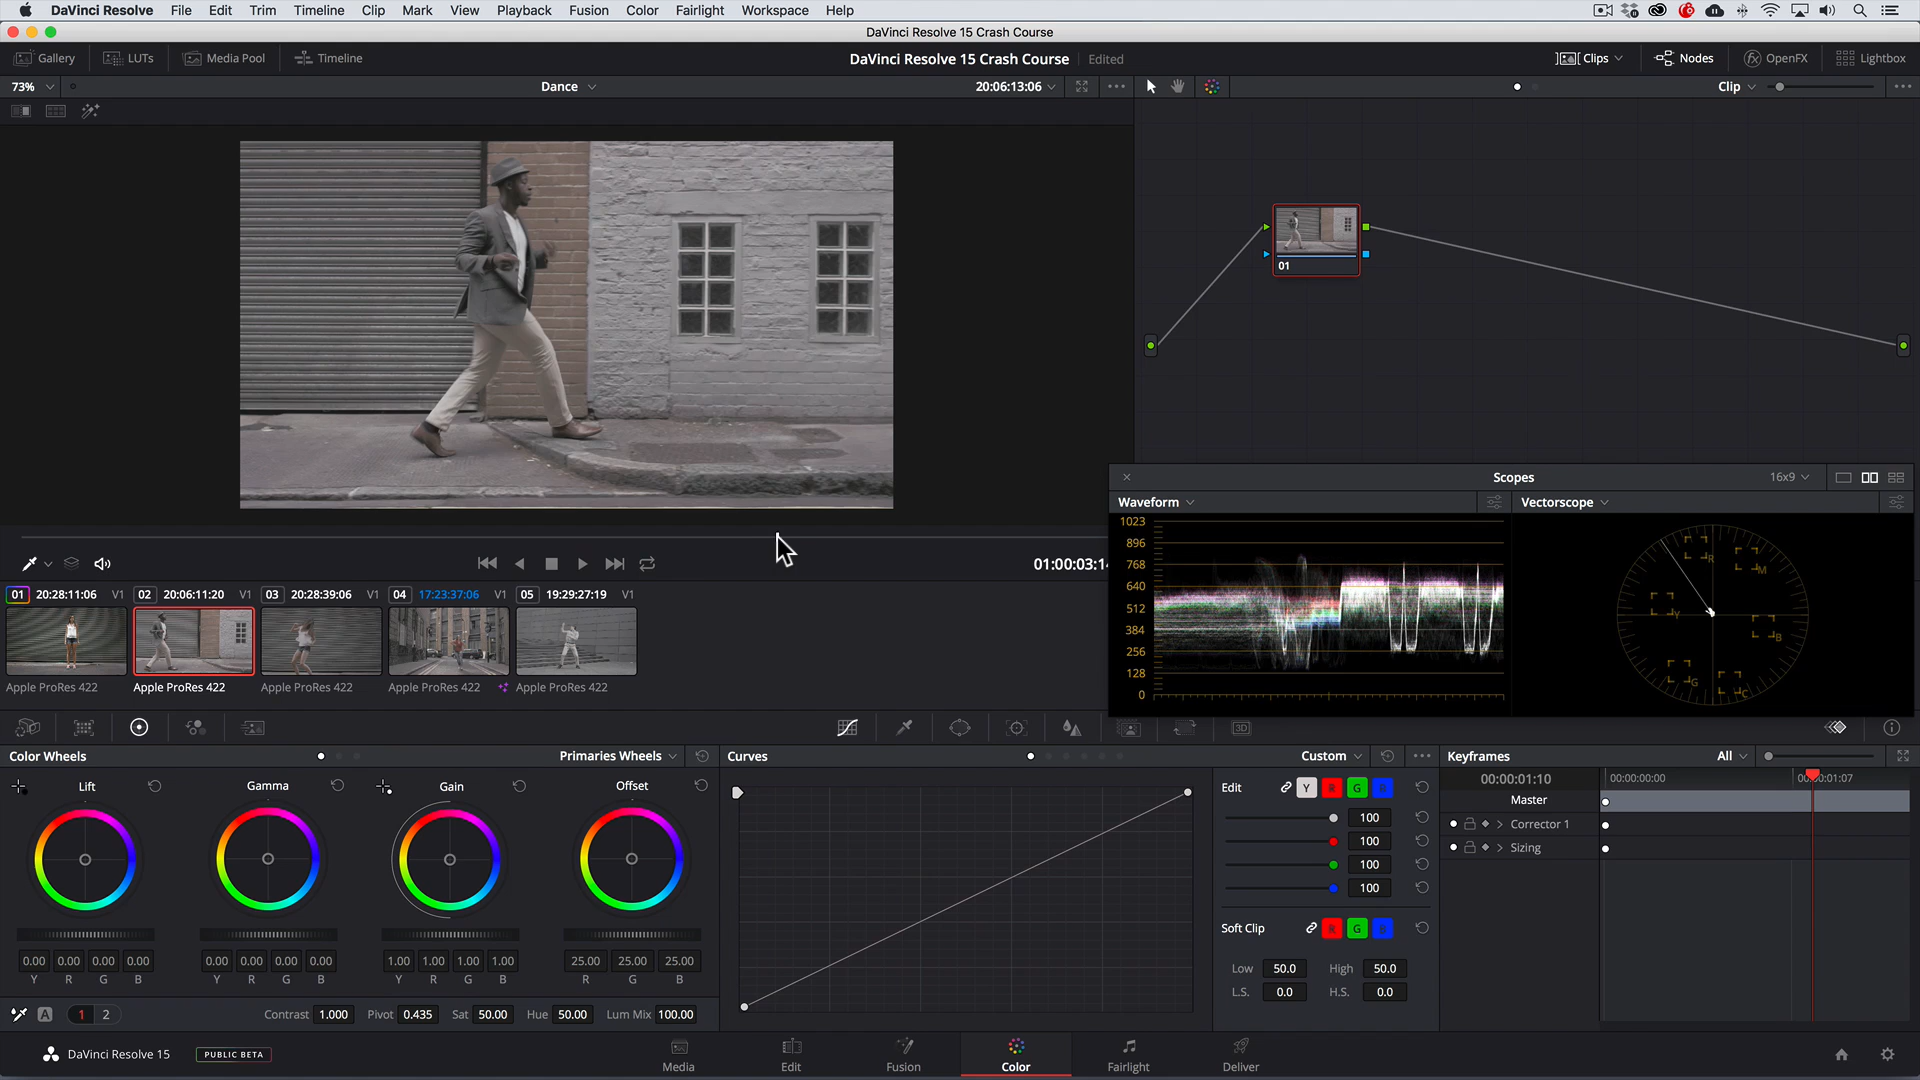 DaVinci Resolve File Edit Trim Timeline Clip Mark View Playback Fusion Color Fairlight Workspace Help
DaVinci Resolve 15 Crash Course
Gallery LUTs Media Pool Timeline DaVinci Resolve 15 Crash Course Edited Clips Nodes OpenFX Lightbox
73% Dance 20:06:13:06 Clip
01
Scopes 16x9
Waveform Vectorscope
1023
896
768
640
512
384
256
128
0
R
M
Y
B
G
C
01:00:03:14
01 20:28:11:06 V1 02 20:06:11:20 V1 03 20:28:39:06 V1 04 17:23:37:06 V1 05 19:29:27:19 V1
Apple ProRes 422 Apple ProRes 422 Apple ProRes 422 Apple ProRes 422 Apple ProRes 422
3D
Color Wheels Primaries Wheels Curves Custom Keyframes All
Lift Gamma Gain Offset
Edit Y R G B
100
100
100
100
Soft Clip R G B
Low 50.0 High 50.0
L.S. 0.0 H.S. 0.0
00:00:01:10 00:00:00:00
Master
Corrector 1
Sizing
0.00 0.00 0.00 0.00 0.00 0.00 0.00 0.00 1.00 1.00 1.00 1.00 25.00 25.00 25.00
Y R G B Y R G B Y R G B R G B
A 1 2 Contrast 1.000 Pivot 0.435 Sat 50.00 Hue 50.00 Lum Mix 100.00
DaVinci Resolve 15 PUBLIC BETA
Media Edit Fusion Color Fairlight Deliver